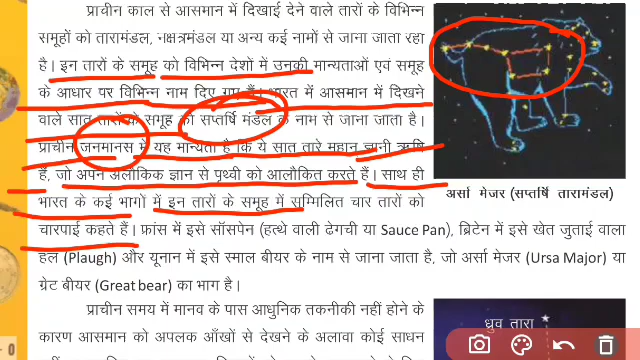 प्राचीन काल से आसमान में दिखाई देने वाले तारों के विभिन्न
समूहों को तारामंडल, नक्षत्रमंडल या अन्य कई नामों से जाना जाता रहा
है। इन तारों के समूह को विभिन्न देशों में उनकी मान्यताओं एवं समूह
के आधार पर विभिन्न नाम दिए गए हैं। भारत में आसमान में दिखने
वाले सात तारों के समूह को सप्तर्षि मंडल के नाम से जाना जाता है।
प्राचीन जनमानस में यह मान्यता है कि ये सात तारे महान ज्ञानी ऋषि
हैं, जो अपने अलौकिक ज्ञान से पृथ्वी को आलोकित करते हैं। साथ ही
भारत के कई भागों में इन तारों के समूह में सम्मिलित चार तारों को
चारपाई कहते हैं। फ्रांस में इसे सॉसपेन (हत्थे वाली देगची या Sauce Pan), ब्रिटेन में इसे खेत जुताई वाला
हल (Plaugh) और यूनान में इसे स्माल बीयर के नाम से जाना जाता है, जो अर्सा मेजर (Ursa Major) या
ग्रेट बीयर (Great bear) का भाग है।
अर्सा मेजर (सप्तर्षि तारामंडल)
प्राचीन समय में मानव के पास आधुनिक तकनीकी नहीं होने के
कारण आसमान को अपलक आँखों से देखने के अलावा कोई साधन
ध्रुव तारा